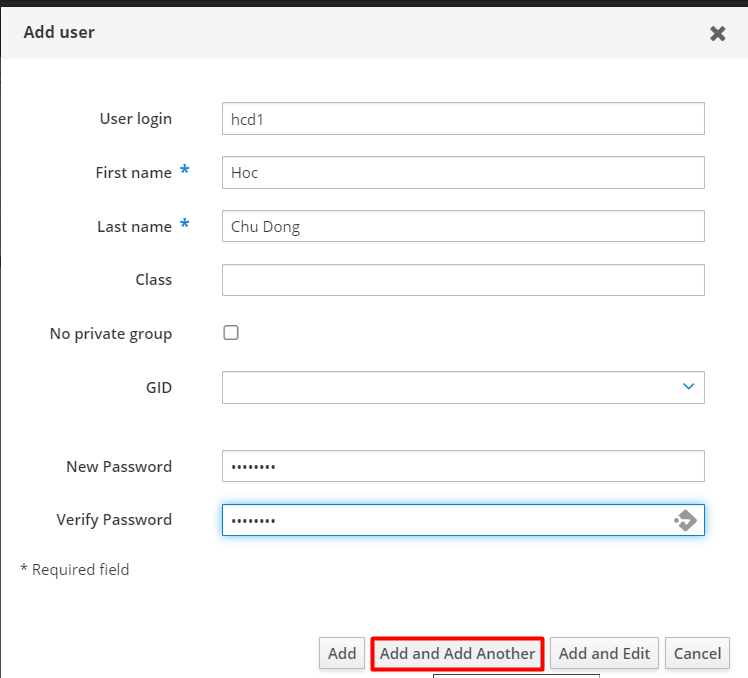 Add user
User login hcd1
First name * Hoc
Last name * Chu Dong
Class
No private group
GID
New Password ••••••••
Verify Password ••••••••
* Required field
Add Add and Add Another Add and Edit Cancel